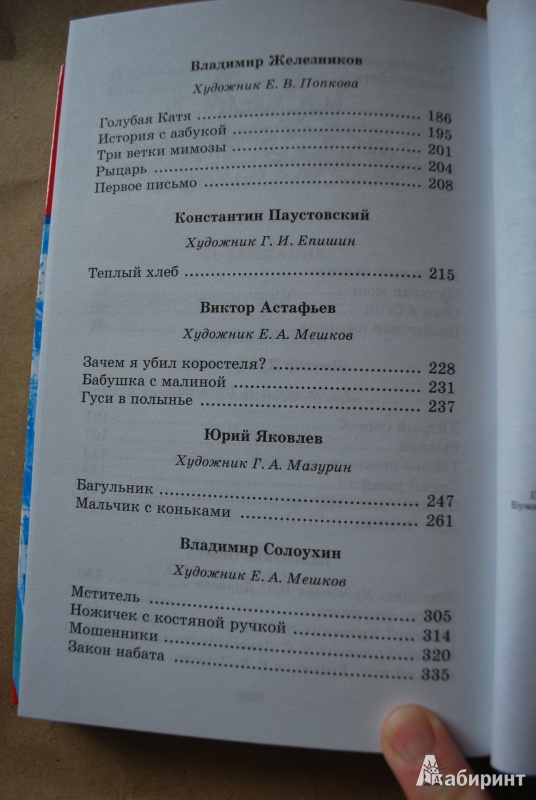 Владимир Железников
Художник Е. В. Попкова
Голубая Катя ........ 186
История с азбукой ........ 195
Три ветки мимозы ........ 201
Рыцарь ........ 204
Первое письмо ........ 208
Константин Паустовский
Художник Г. И. Епишин
Теплый хлеб ........ 215
Виктор Астафьев
Художник Е. А. Мешков
Зачем я убил коростеля? ........ 228
Бабушка с малиной ........ 231
Гуси в полынье ........ 237
Юрий Яковлев
Художник Г. А. Мазурин
Багульник ........ 247
Мальчик с коньками ........ 261
Владимир Солоухин
Художник Е. А. Мешков
Мститель ........ 305
Ножичек с костяной ручкой ........ 314
Мошенники ........ 320
Закон набата ........ 335
Лабиринт